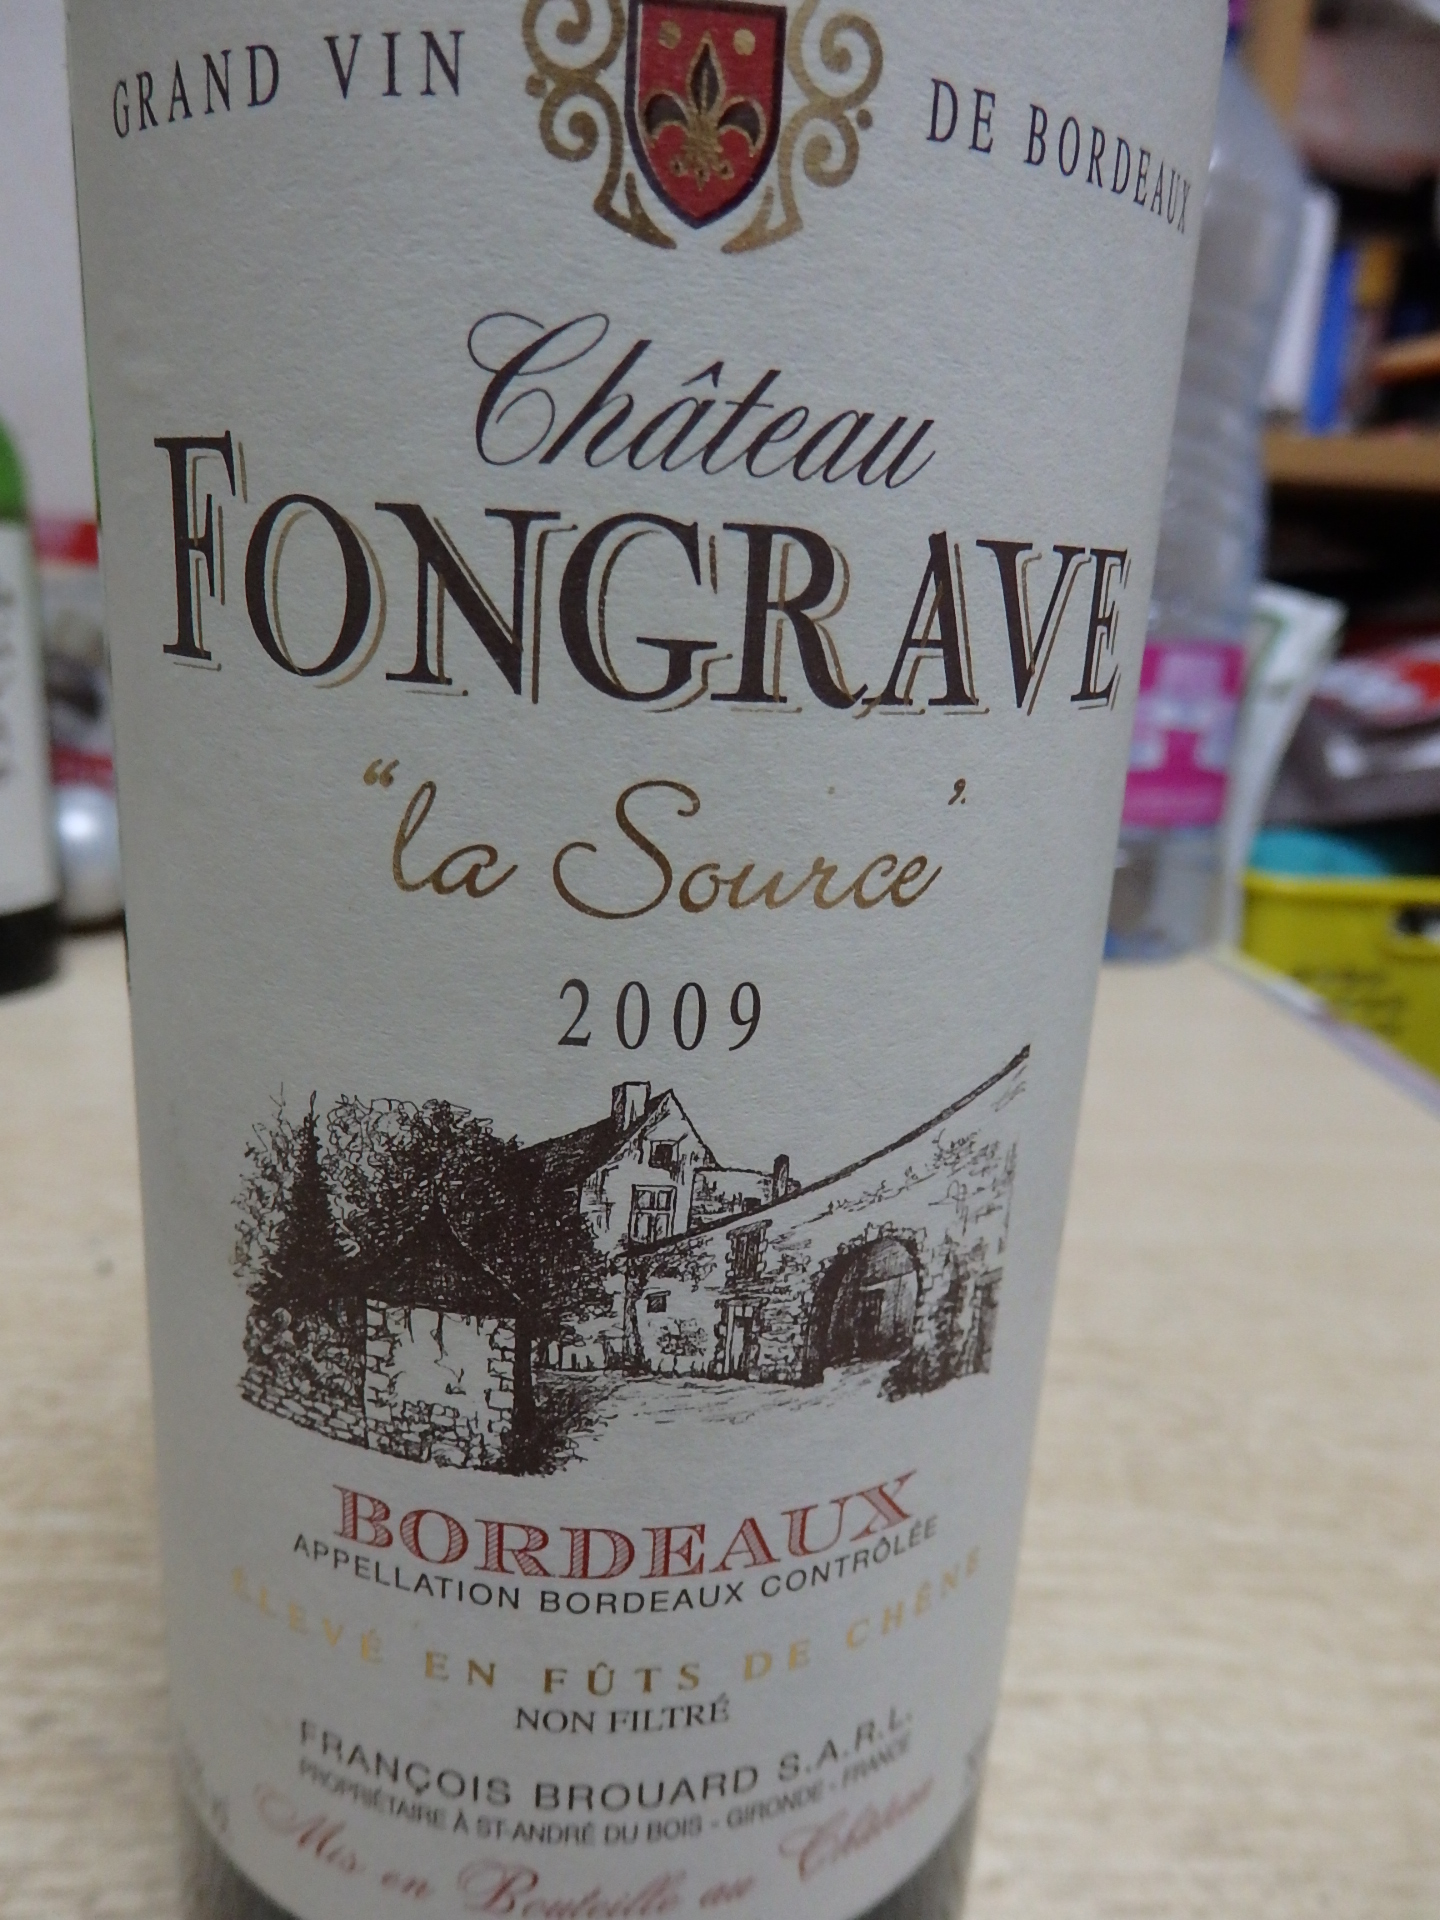 GRAND VIN DE BORDEAUX
Château
FONGRAVE
“la Source”
2009
BORDEAUX
APPELLATION BORDEAUX CONTRÔLÉE
ÉLEVÉ EN FÛTS DE CHÊNE
NON FILTRÉ
FRANÇOIS BROUARD S.A.R.L.
PROPRIÉTAIRE À ST-ANDRÉ DU BOIS - GIRONDE - FRANCE
Mis en Bouteille au Château